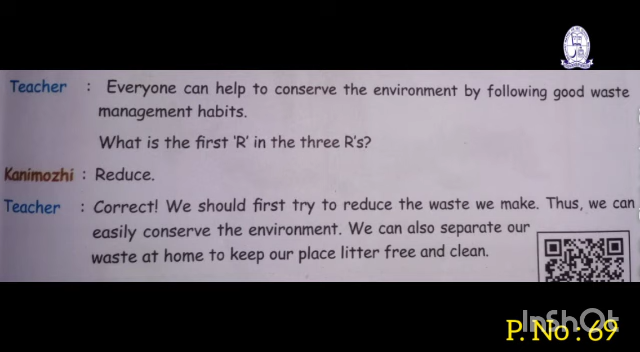 Teacher : Everyone can help to conserve the environment by following good waste
management habits.
What is the first 'R' in the three R's?
Kanimozhi : Reduce.
Teacher : Correct! We should first try to reduce the waste we make. Thus, we can
easily conserve the environment. We can also separate our
waste at home to keep our place litter free and clean.
InShot
P. No : 69